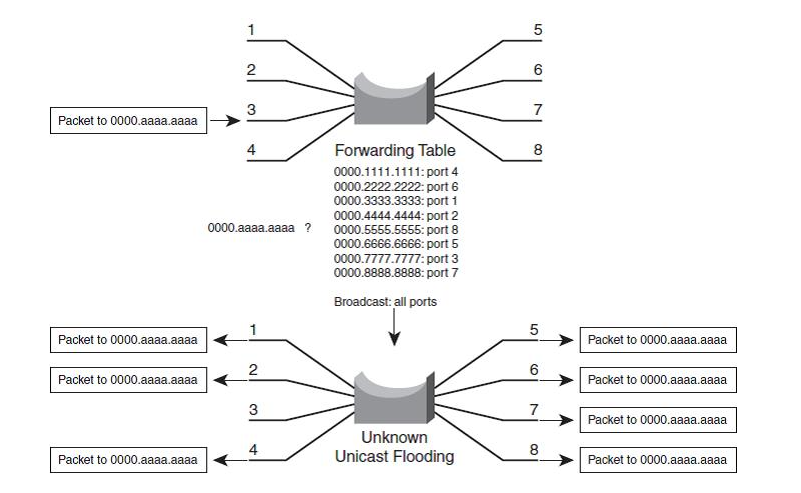 1
5
2
6
Packet to 0000.aaaa.aaaa
3
7
4
8
Forwarding Table
0000.1111.1111: port 4
0000.2222.2222: port 6
0000.3333.3333: port 1
0000.4444.4444: port 2
0000.aaaa.aaaa ?
0000.5555.5555: port 8
0000.6666.6666: port 5
0000.7777.7777: port 3
0000.8888.8888: port 7
Broadcast: all ports
Packet to 0000.aaaa.aaaa
1
5
Packet to 0000.aaaa.aaaa
Packet to 0000.aaaa.aaaa
2
6
Packet to 0000.aaaa.aaaa
3
7
Packet to 0000.aaaa.aaaa
Packet to 0000.aaaa.aaaa
4
8
Packet to 0000.aaaa.aaaa
Unknown
Unicast Flooding